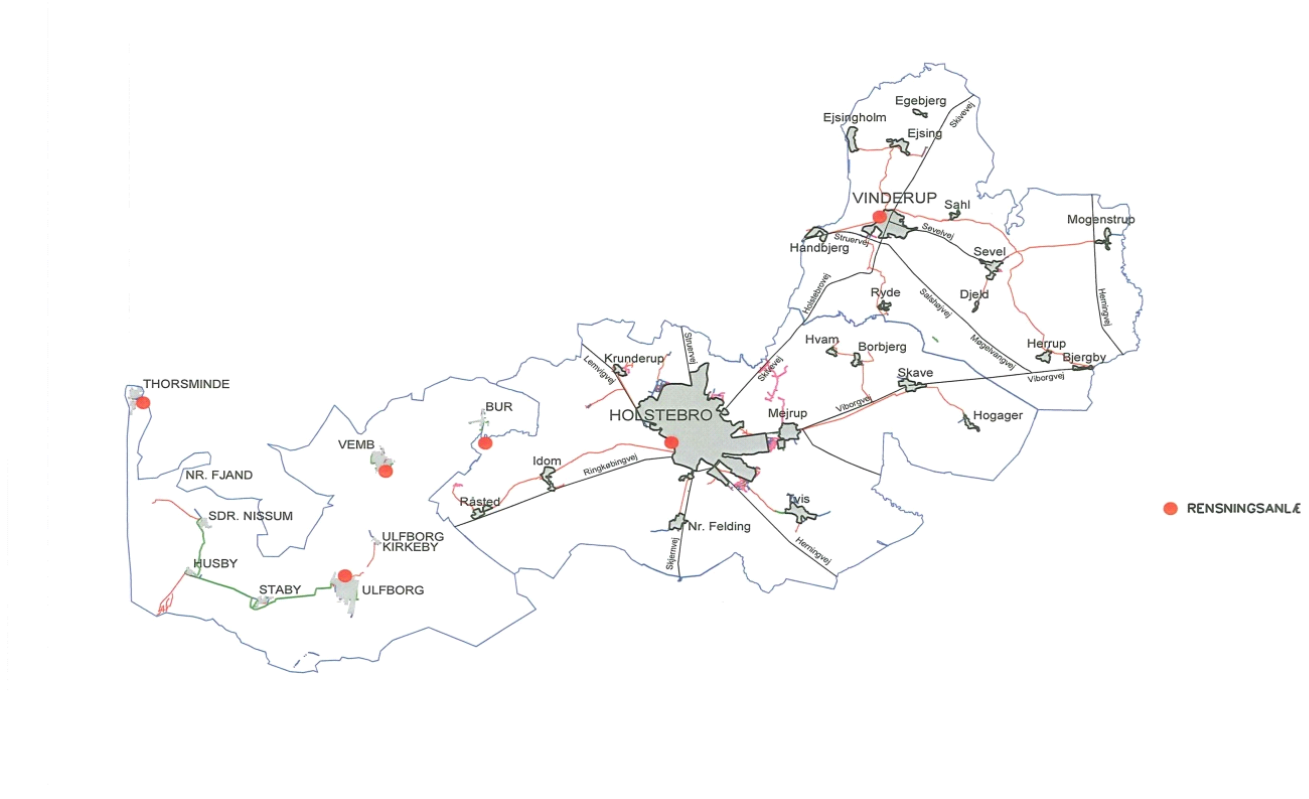 Egebjerg
Ejsingholm
Skivevej
Ejsing
VINDERUP
Sahl
Mogenstrup
Sevelvej
Struervej
Handbjerg
Sevel
Holstebrovej
Ryde
Djeld
Salshøjvej
Herningvej
Struervej
Hvam
Borbjerg
Møgelvangvej
Herrup
Bjergby
Lemvigvej
Krunderup
Skivevej
Skave
Viborgvej
THORSMINDE
BUR
HOLSTEBRO
Mejrup
Viborgvej
Hogager
VEMB
Idom
Ringkøbingvej
NR. FJAND
Råsted
Tvis
RENSNINGSANLÆ
SDR. NISSUM
Nr. Felding
ULFBORG
KIRKEBY
Skjernvej
Herningvej
HUSBY
STABY
ULFBORG